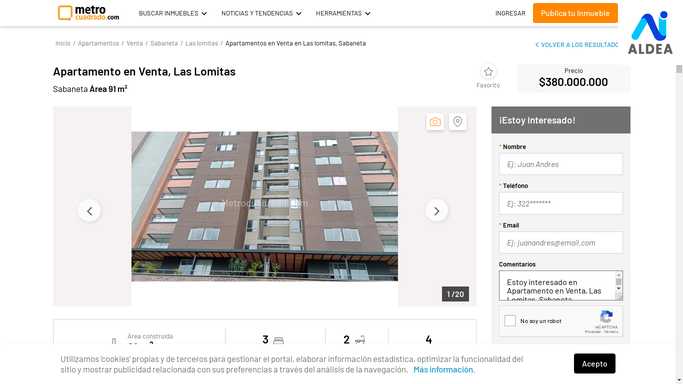 metro
cuadrado.com
BUSCAR INMUEBLES
NOTICIAS Y TENDENCIAS
HERRAMIENTAS
INGRESAR
Publica tu Inmueble
ALDEA
Inicio / Apartamentos / Venta / Sabaneta / Las lomitas / Apartamentos en Venta en Las lomitas, Sabaneta
VOLVER A LOS RESULTADO
Apartamento en Venta, Las Lomitas
Sabaneta Área 91 m²
Favorito
Precio
$380.000.000
1 / 20
¡Estoy Interesado!
* Nombre
Ej: Juan Andres
* Teléfono
Ej: 322*******
* Email
Ej: juanandres@email.com
Comentarios
Estoy interesado en
Apartamento en Venta, Las
Lomitas, Sabaneta
No soy un robot
reCAPTCHA
Privacidad - Términos
Área construida
3
2
4
Utilizamos 'cookies' propias y de terceros para gestionar el portal, elaborar información estadística, optimizar la funcionalidad del
sitio y mostrar publicidad relacionada con sus preferencias a través del análisis de la navegación. Más información.
Acepto